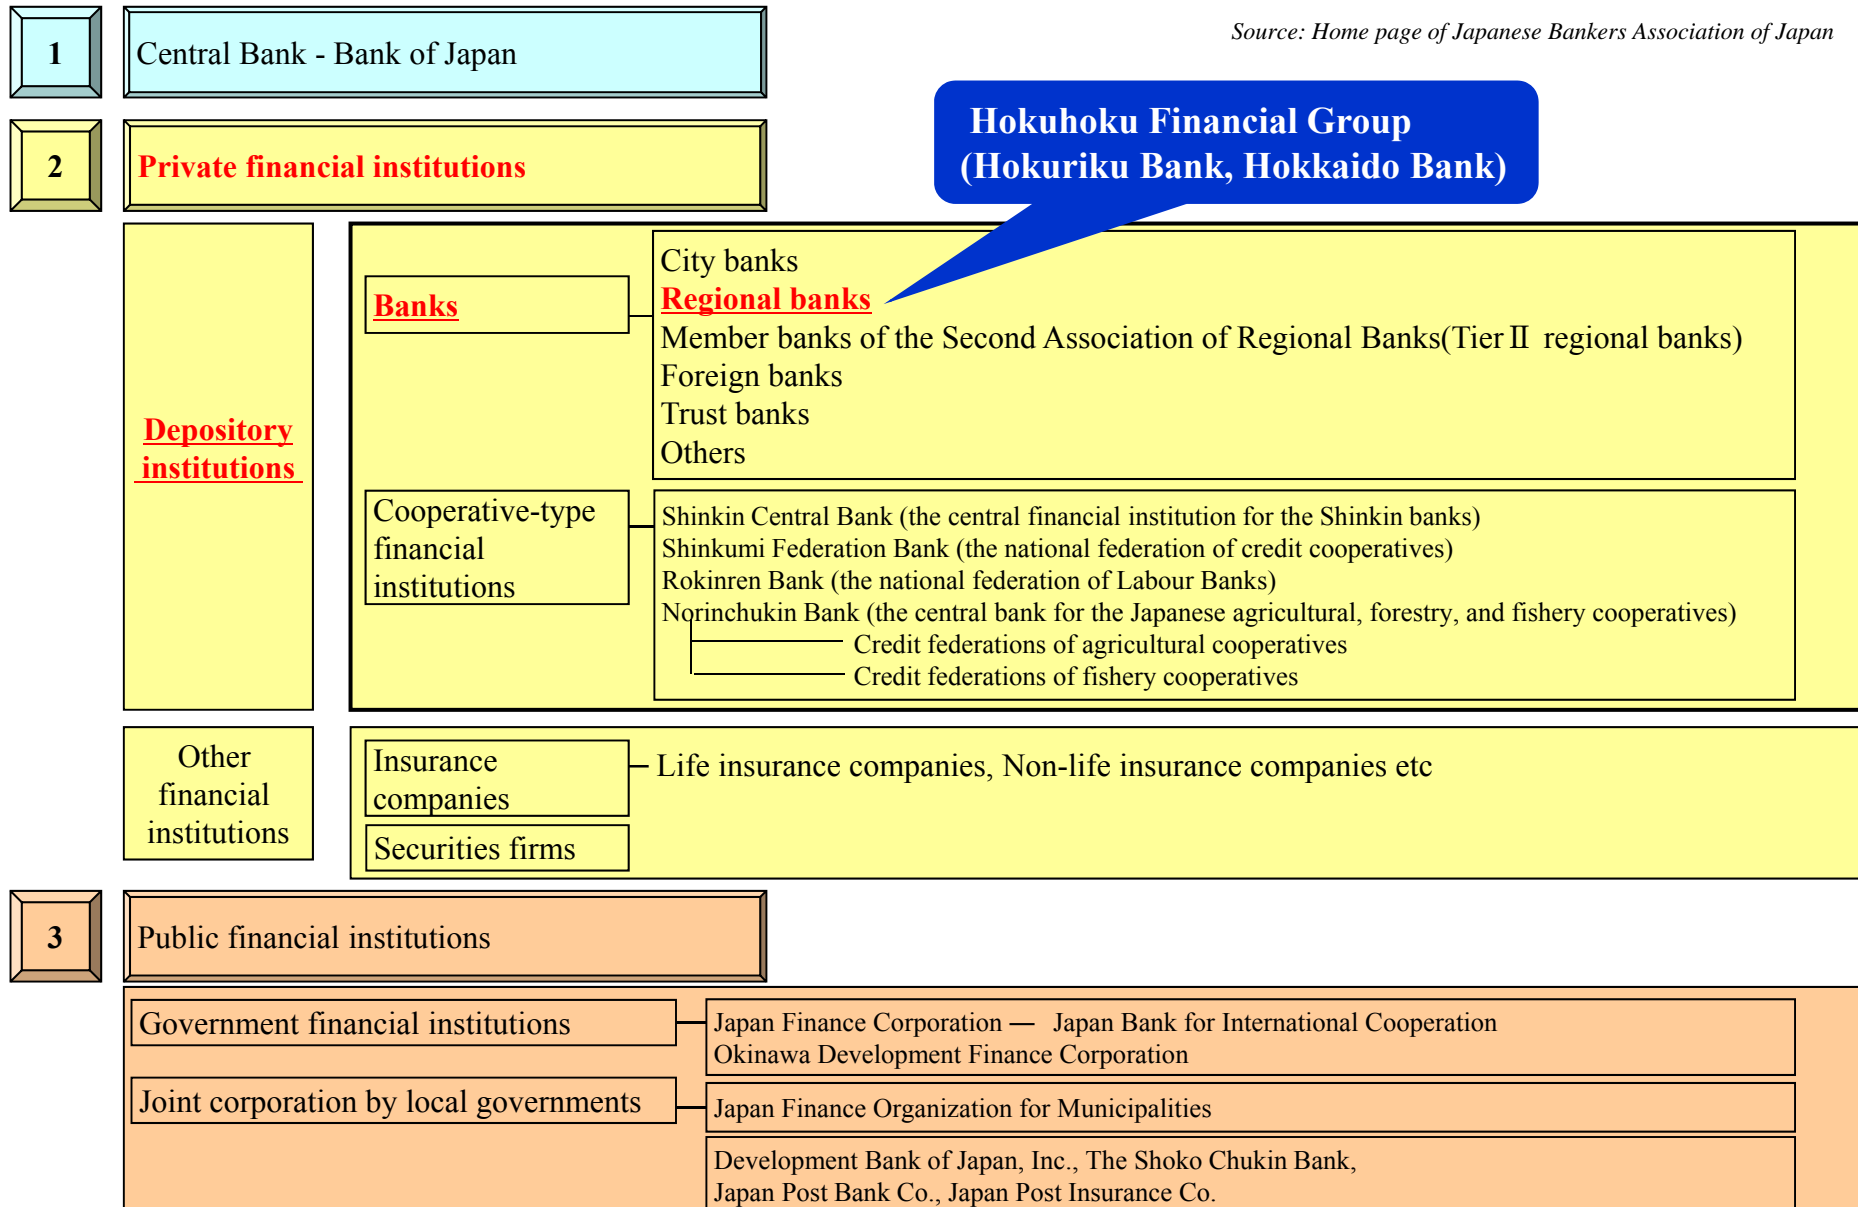 1
Central Bank - Bank of Japan
Source: Home page of Japanese Bankers Association of Japan
2
Private financial institutions
Hokuhoku Financial Group
(Hokuriku Bank, Hokkaido Bank)
Depository
institutions
Banks
City banks
Regional banks
Member banks of the Second Association of Regional Banks(TierⅡ regional banks)
Foreign banks
Trust banks
Others
Cooperative-type
financial
institutions
Shinkin Central Bank (the central financial institution for the Shinkin banks)
Shinkumi Federation Bank (the national federation of credit cooperatives)
Rokinren Bank (the national federation of Labour Banks)
Norinchukin Bank (the central bank for the Japanese agricultural, forestry, and fishery cooperatives)
Credit federations of agricultural cooperatives
Credit federations of fishery cooperatives
Other
financial
institutions
Insurance
companies
Life insurance companies, Non-life insurance companies etc
Securities firms
3
Public financial institutions
Government financial institutions
Japan Finance Corporation — Japan Bank for International Cooperation
Okinawa Development Finance Corporation
Joint corporation by local governments
Japan Finance Organization for Municipalities
Development Bank of Japan, Inc., The Shoko Chukin Bank,
Japan Post Bank Co., Japan Post Insurance Co.